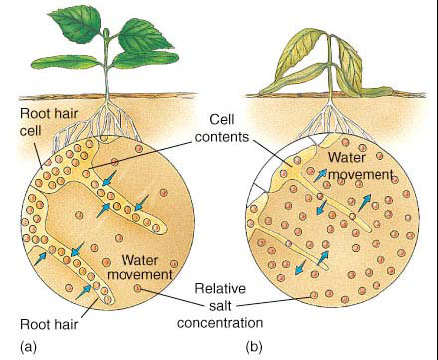 Root hair
cell
Cell
contents
Water
movement
Water
movement
Relative
salt
concentration
Root hair
(a)
(b)